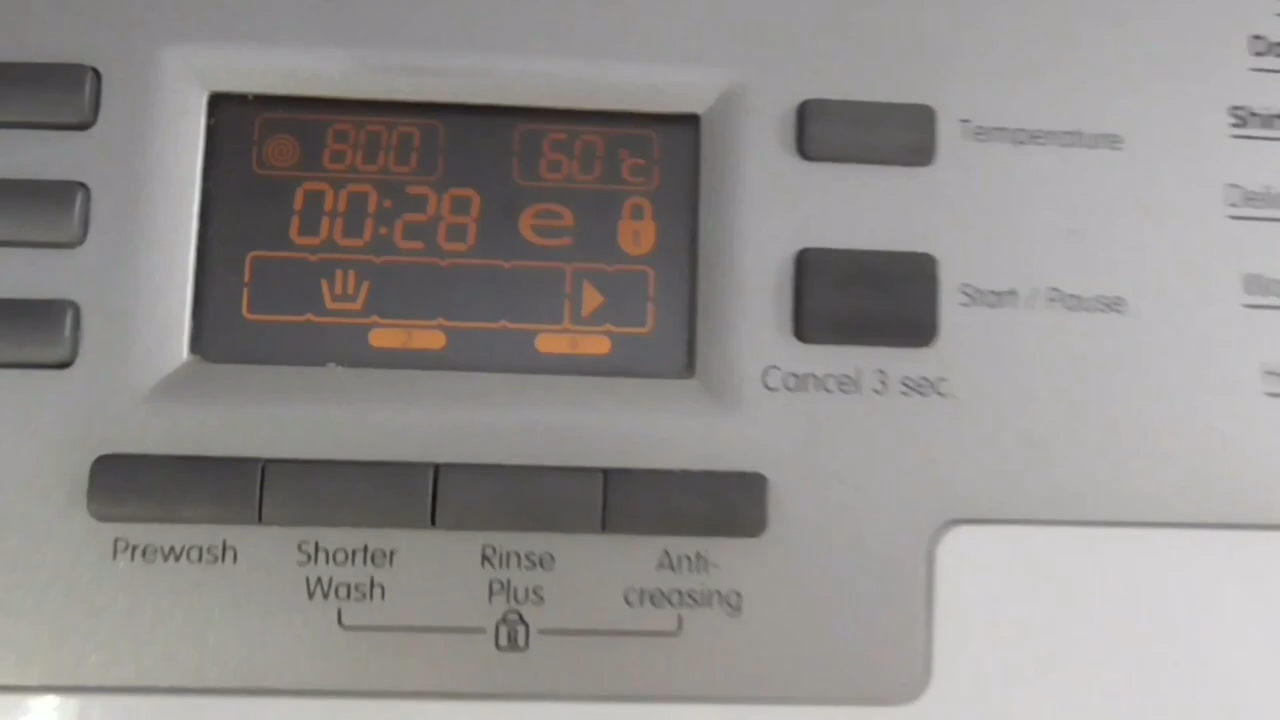 800
60 °c
00:28 e
Temperature
Start / Pause
Cancel 3 sec.
Prewash
Shorter
Wash
Rinse
Plus
Anti-
creasing